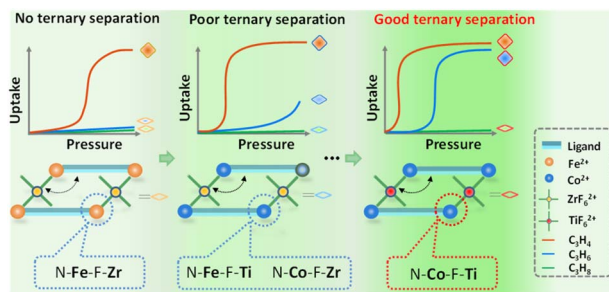 No ternary separation
Poor ternary separation
Good ternary separation
Uptake
Pressure
Uptake
Pressure
Uptake
Pressure
•••
=
=
=
N-Fe-F-Zr
N-Fe-F-Ti N-Co-F-Zr
N-Co-F-Ti
Ligand
Fe²⁺
Co²⁺
ZrF₆²⁺
TiF₆²⁺
C₃H₄
C₃H₆
C₃H₈